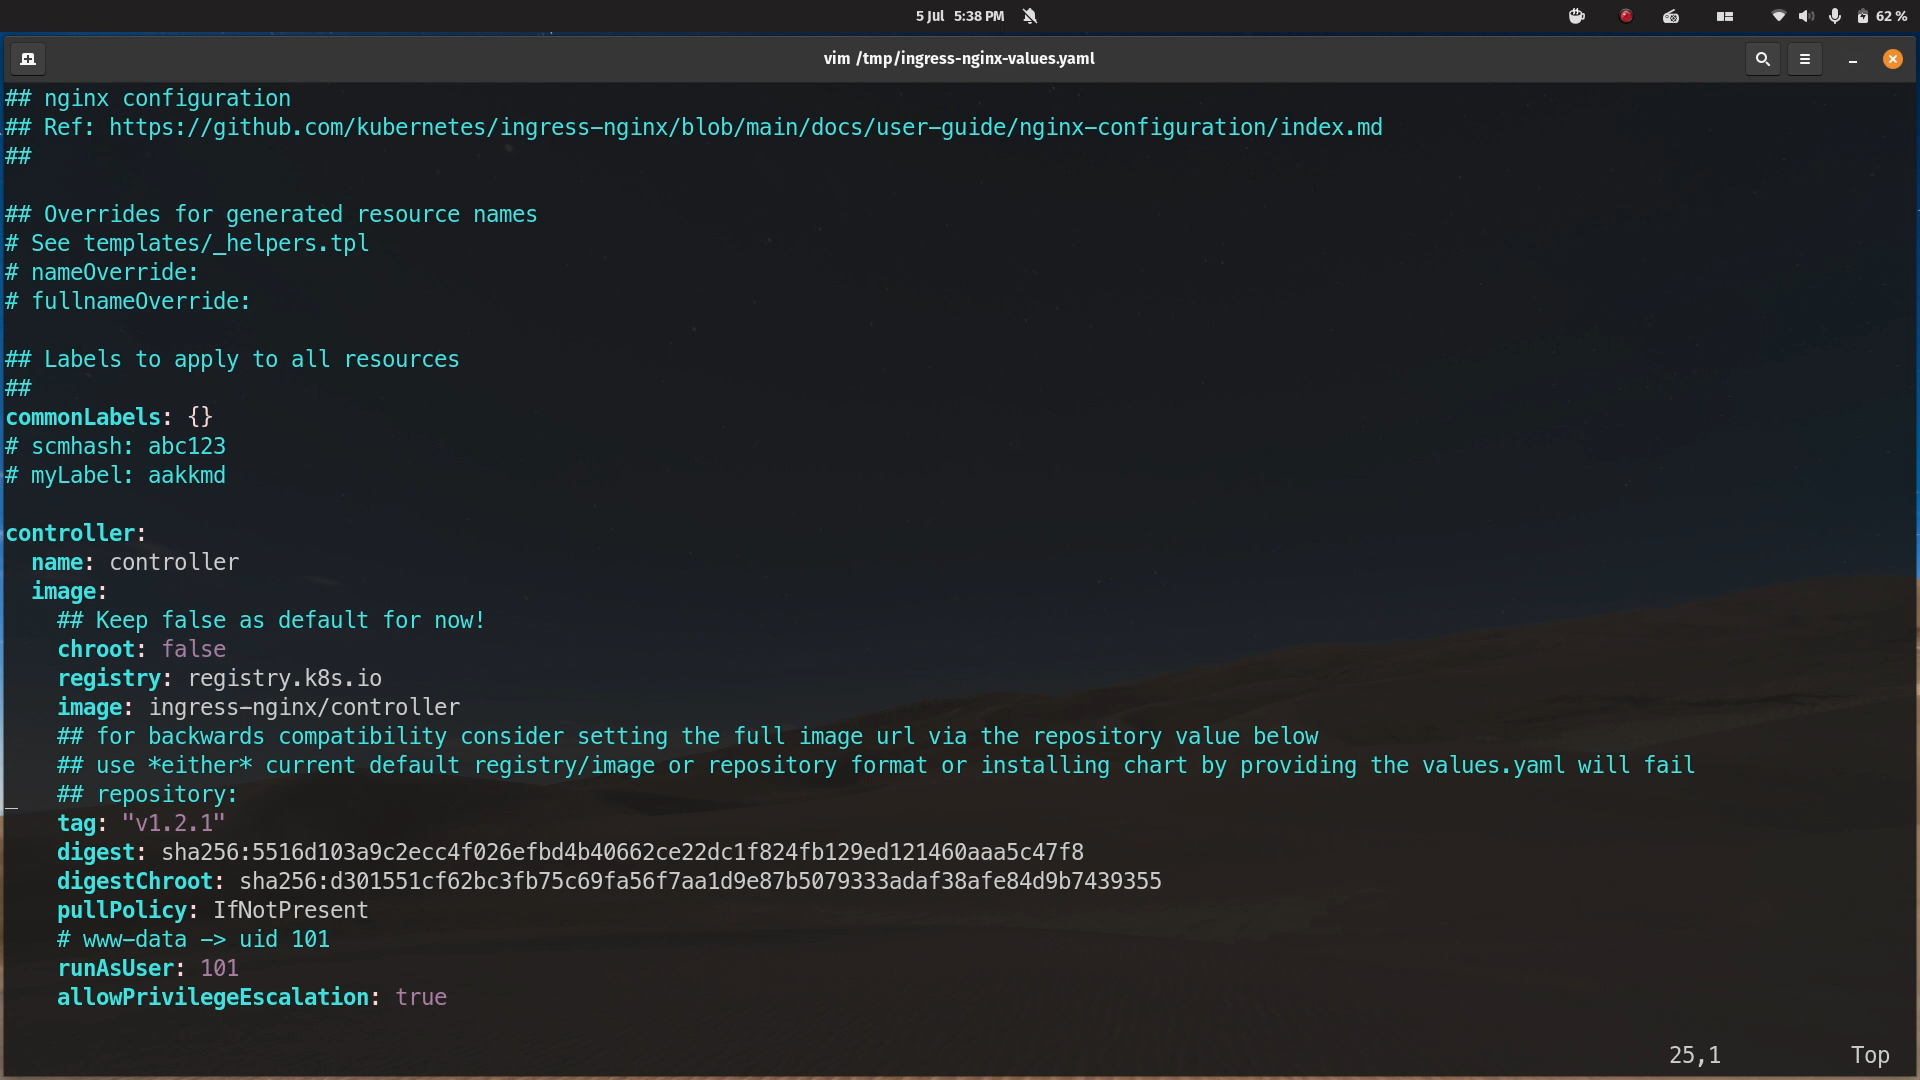 5 Jul 5:38 PM 62 %
vim /tmp/ingress-nginx-values.yaml
## nginx configuration
## Ref: https://github.com/kubernetes/ingress-nginx/blob/main/docs/user-guide/nginx-configuration/index.md
##
## Overrides for generated resource names
# See templates/_helpers.tpl
# nameOverride:
# fullnameOverride:
## Labels to apply to all resources
##
commonLabels: {}
# scmhash: abc123
# myLabel: aakkmd
controller:
name: controller
image:
## Keep false as default for now!
chroot: false
registry: registry.k8s.io
image: ingress-nginx/controller
## for backwards compatibility consider setting the full image url via the repository value below
## use *either* current default registry/image or repository format or installing chart by providing the values.yaml will fail
## repository:
tag: "v1.2.1"
digest: sha256:5516d103a9c2ecc4f026efbd4b40662ce22dc1f824fb129ed121460aaa5c47f8
digestChroot: sha256:d301551cf62bc3fb75c69fa56f7aa1d9e87b5079333adaf38afe84d9b7439355
pullPolicy: IfNotPresent
# www-data -> uid 101
runAsUser: 101
allowPrivilegeEscalation: true
25,1 Top